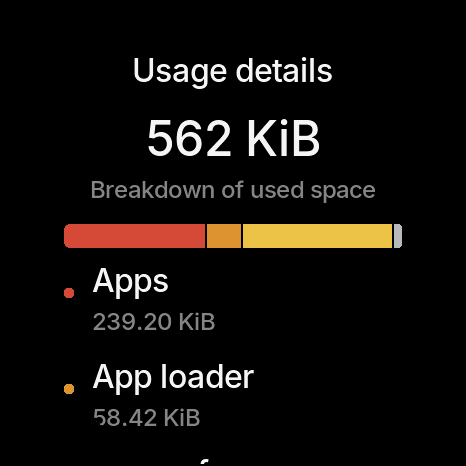 Usage details
562 KiB
Breakdown of used space
Apps
239.20 KiB
App loader
58.42 KiB